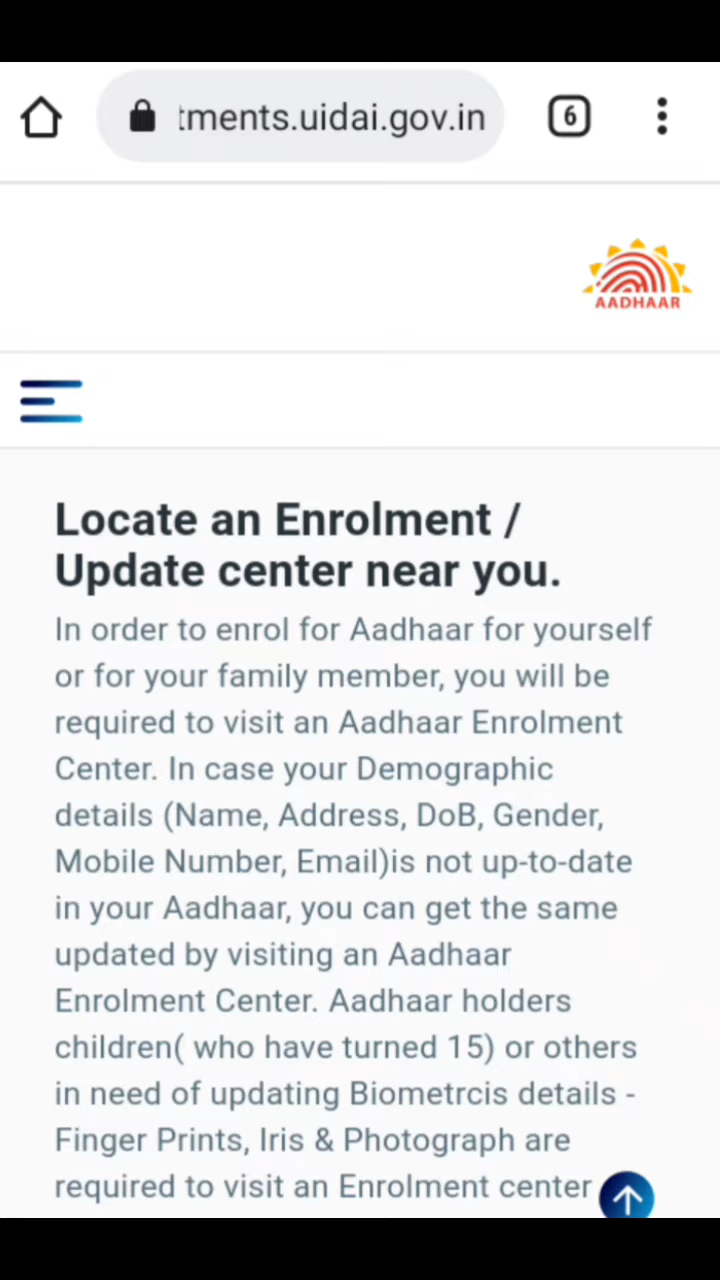 tments.uidai.gov.in
6
AADHAAR
Locate an Enrolment /
Update center near you.
In order to enrol for Aadhaar for yourself
or for your family member, you will be
required to visit an Aadhaar Enrolment
Center. In case your Demographic
details (Name, Address, DoB, Gender,
Mobile Number, Email)is not up-to-date
in your Aadhaar, you can get the same
updated by visiting an Aadhaar
Enrolment Center. Aadhaar holders
children( who have turned 15) or others
in need of updating Biometrcis details -
Finger Prints, Iris & Photograph are
required to visit an Enrolment center